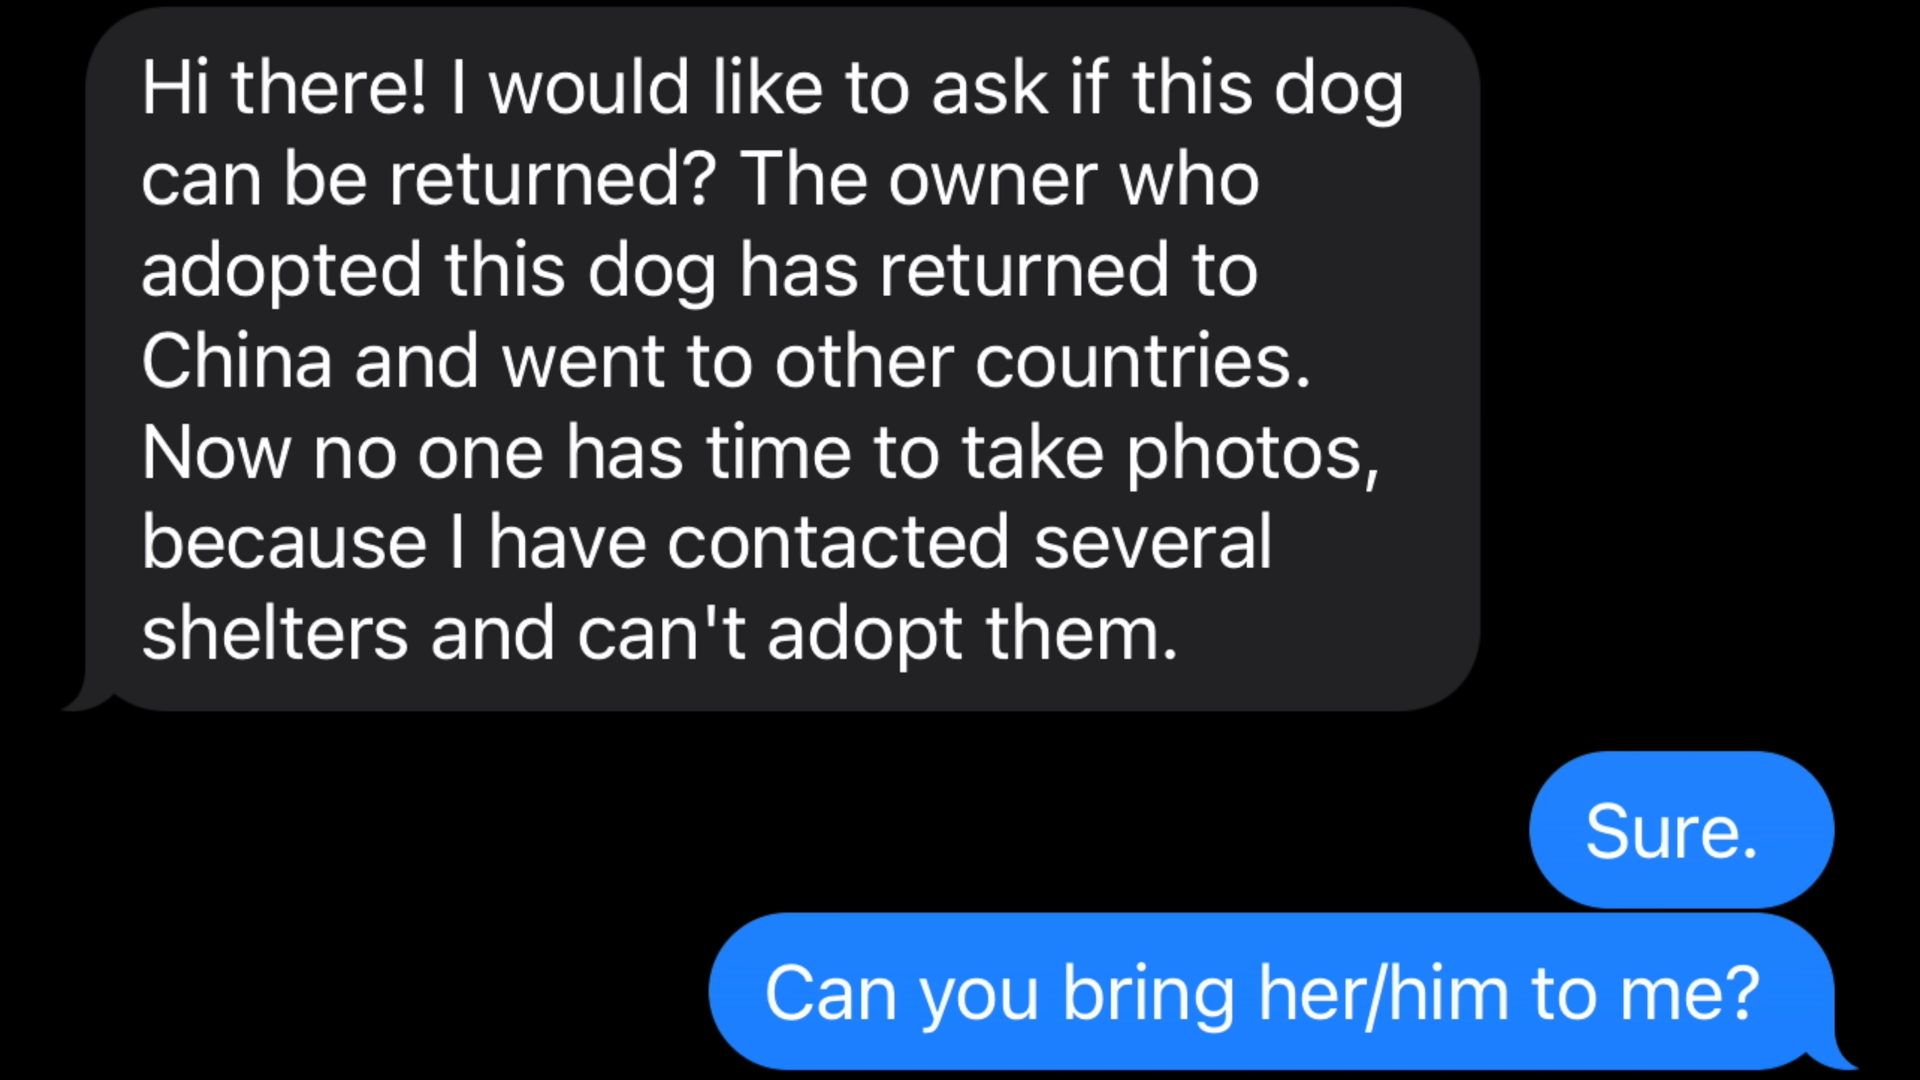 Hi there! I would like to ask if this dog
can be returned? The owner who
adopted this dog has returned to
China and went to other countries.
Now no one has time to take photos,
because I have contacted several
shelters and can't adopt them.
Sure.
Can you bring her/him to me?